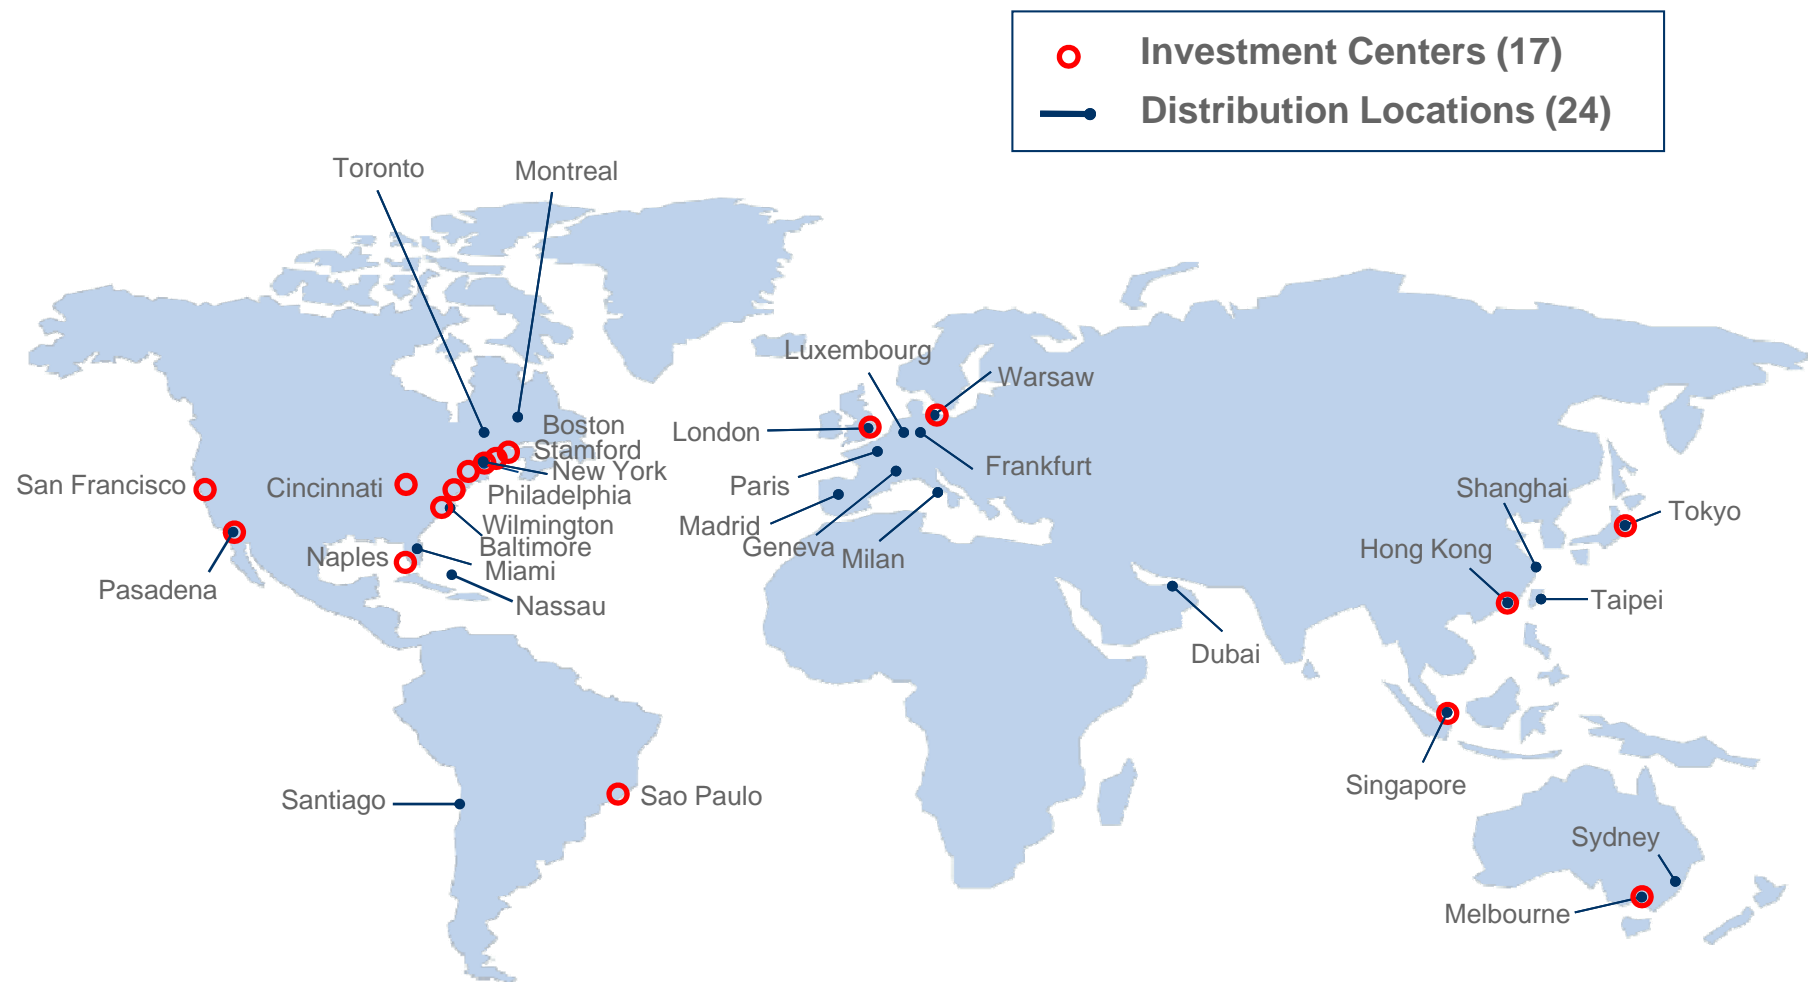 Investment Centers (17)
Distribution Locations (24)
Toronto
Montreal
Luxembourg
Warsaw
Boston
London
Stamford
New York
Frankfurt
San Francisco
Cincinnati
Paris
Philadelphia
Shanghai
Tokyo
Wilmington
Madrid
Baltimore
Geneva
Hong Kong
Naples
Milan
Miami
Pasadena
Nassau
Taipei
Dubai
Singapore
Santiago
Sao Paulo
Sydney
Melbourne